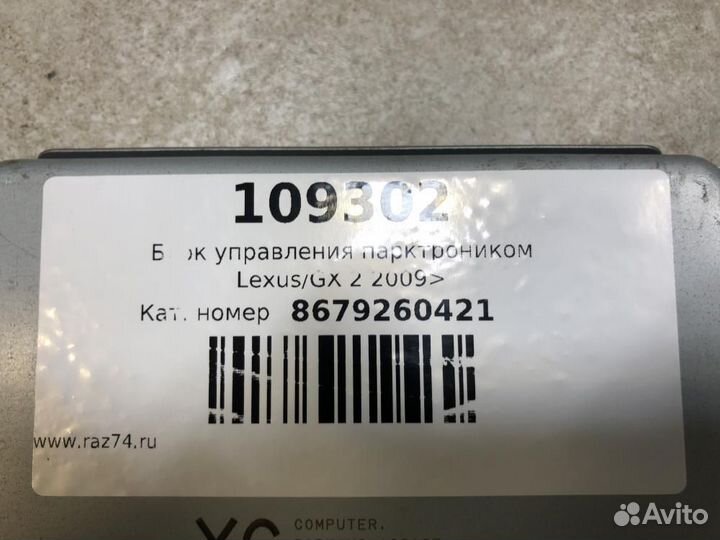 109302
Блок управления парктроником
Lexus/GX 2 2009>
Кат. номер 8679260421
www.raz74.ru
COMPUTER.
Avito